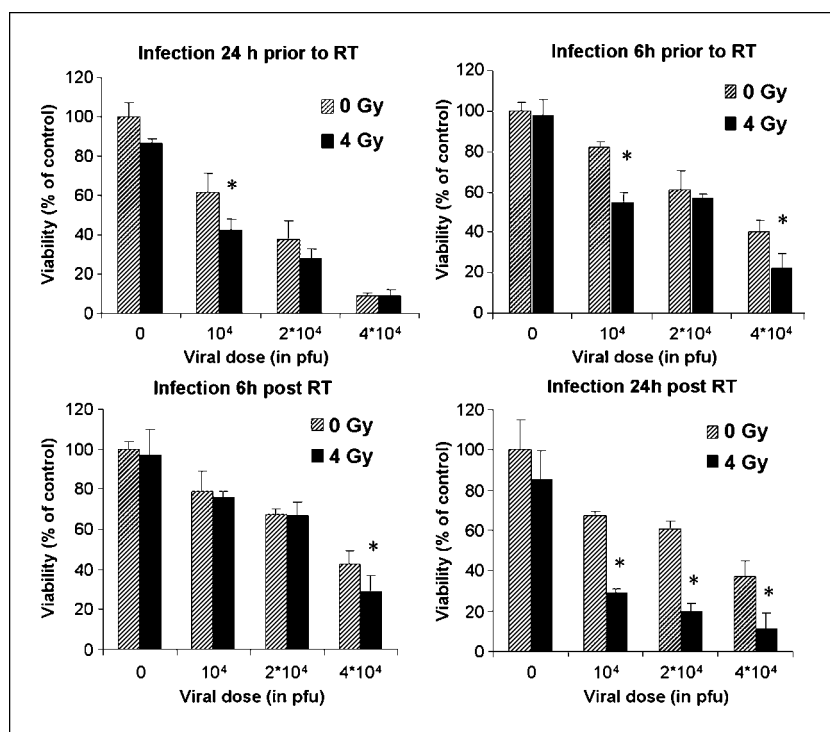 Infection 24 h prior to RT
120
100
80
60
40
20
0
Viability (% of control)
0 Gy
4 Gy
*
0 10⁴ 2*10⁴ 4*10⁴
Viral dose (in pfu)
Infection 6h prior to RT
120
100
80
60
40
20
0
Viability (% of control)
0 Gy
4 Gy
*
*
0 10⁴ 2*10⁴ 4*10⁴
Viral dose (in pfu)
Infection 6h post RT
120
100
80
60
40
20
0
Viability (% of control)
0 Gy
4 Gy
*
0 10⁴ 2*10⁴ 4*10⁴
Viral dose (in pfu)
Infection 24h post RT
120
100
80
60
40
20
0
Viability (% of control)
0 Gy
4 Gy
*
*
*
0 10⁴ 2*10⁴ 4*10⁴
Viral dose (in pfu)